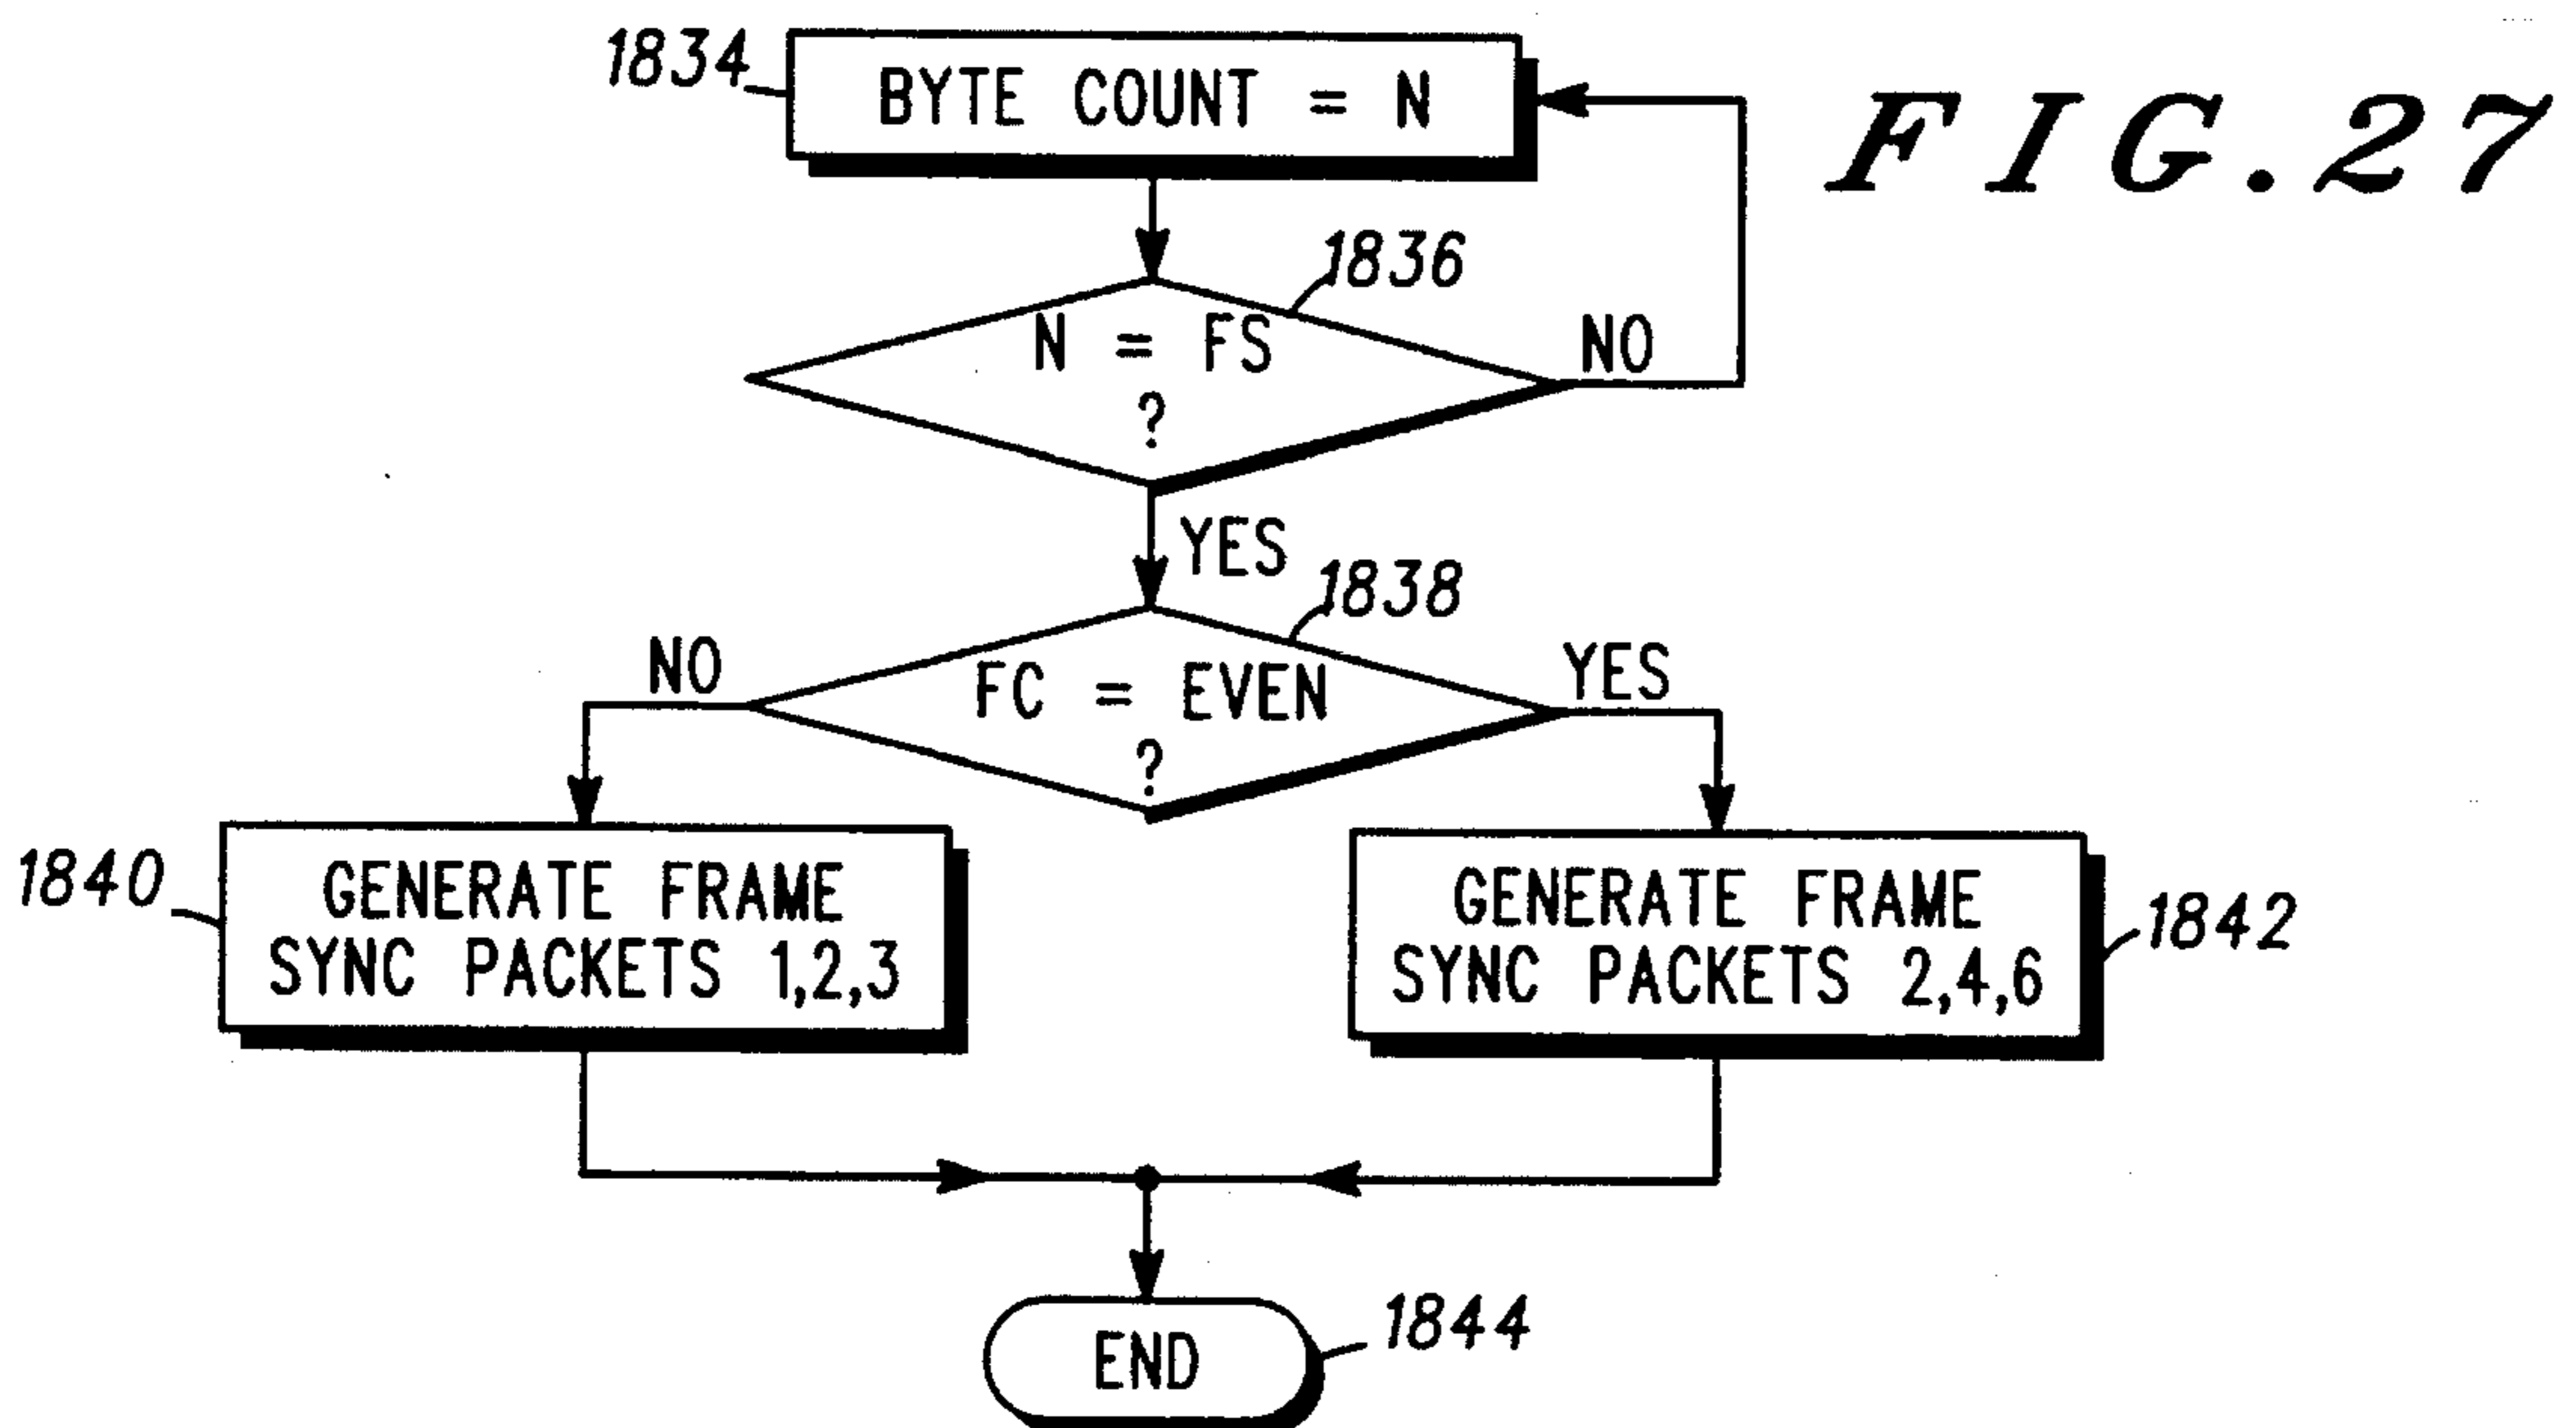 1834
BYTE COUNT = N
FIG. 27
1836
N = FS
?
NO
YES
1838
NO
FC = EVEN
?
YES
1840
GENERATE FRAME
SYNC PACKETS 1,2,3
GENERATE FRAME
SYNC PACKETS 2,4,6
1842
END
1844